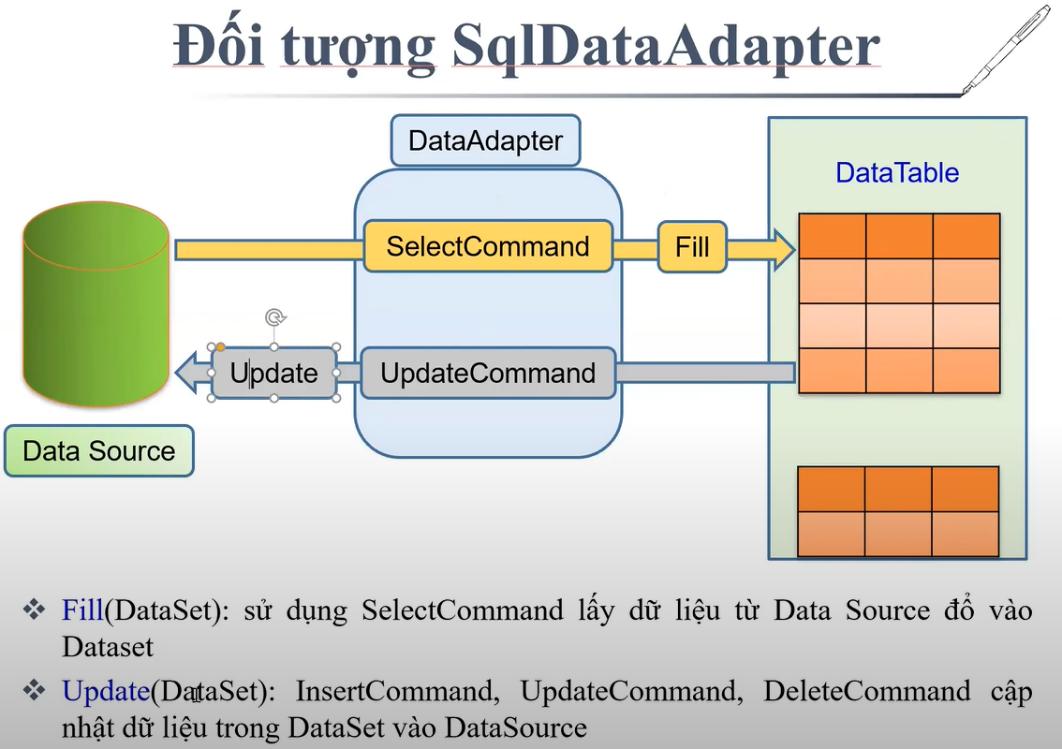 Đối tượng SqlDataAdapter
DataAdapter
DataTable
SelectCommand
Fill
Update
UpdateCommand
Data Source
Fill(DataSet): sử dụng SelectCommand lấy dữ liệu từ Data Source đổ vào
Dataset
Update(DataSet): InsertCommand, UpdateCommand, DeleteCommand cập
nhật dữ liệu trong DataSet vào DataSource